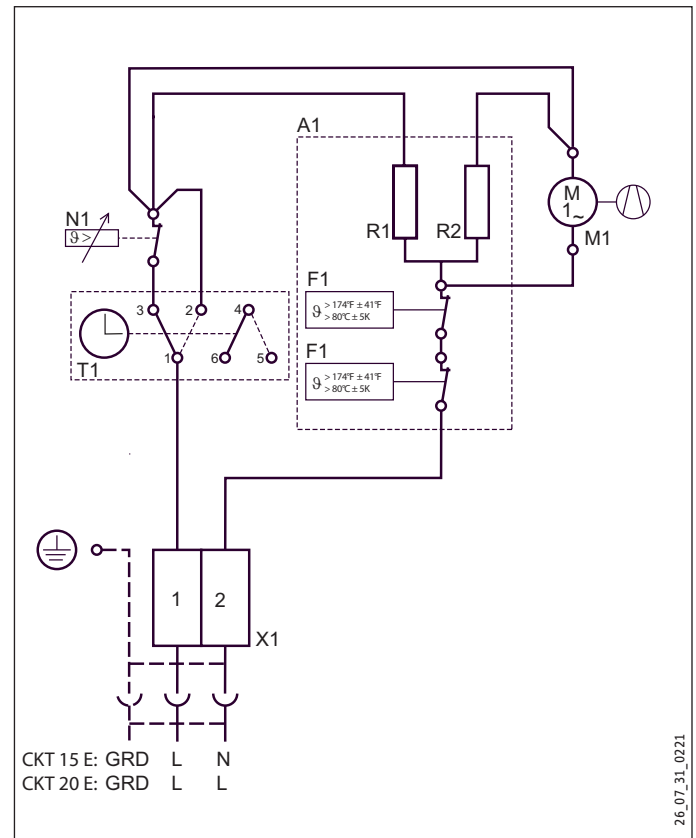 A1
M
1~
M1
R1
R2
N1
ϑ>
F1
ϑ > 174°F ± 41°F
> 80°C ± 5K
3
2
4
1
6
5
T1
F1
ϑ > 174°F ± 41°F
> 80°C ± 5K
1
2
X1
CKT 15 E: GRD L N
CKT 20 E: GRD L L
26_07_31_0221